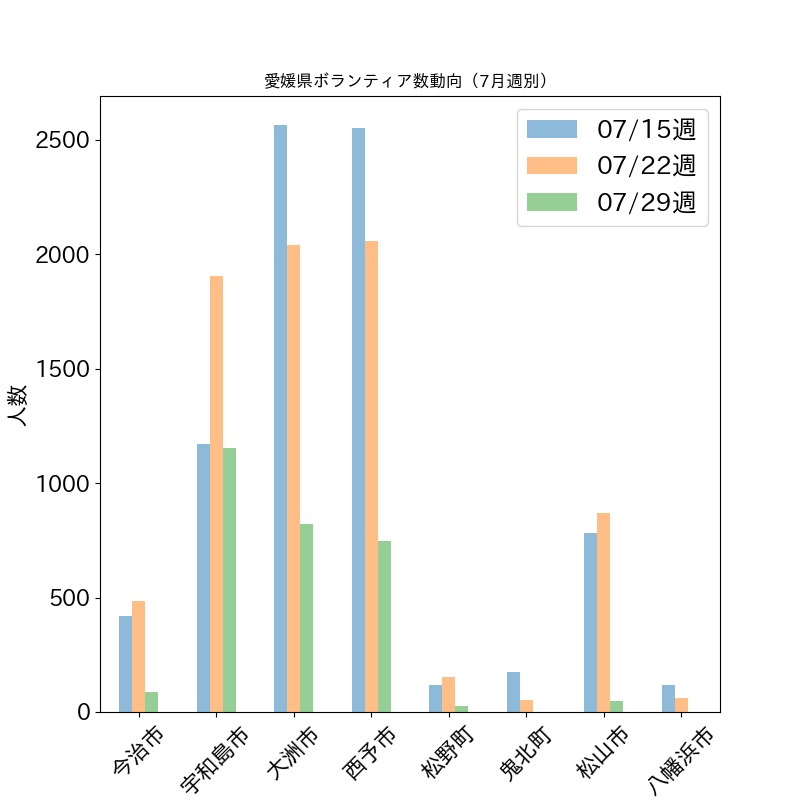 愛媛県ボランティア数動向（7月週別）
07/15週
07/22週
07/29週
人数
2500
2000
1500
1000
500
0
今治市
宇和島市
大洲市
西予市
松野町
鬼北町
松山市
八幡浜市